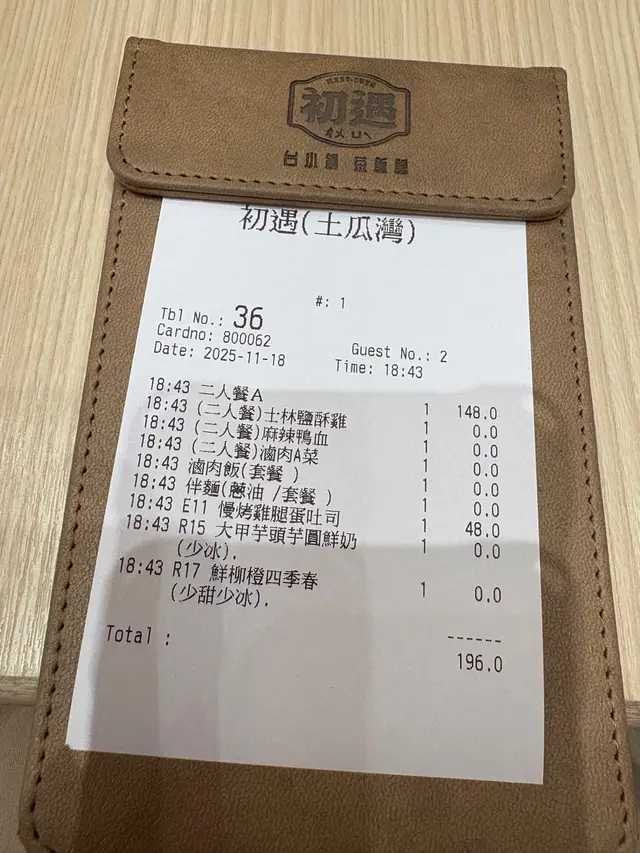 初遇
台小鍋 茶飯麵
初遇(土瓜灣)
#: 1
Tbl No.: 36
Cardno: 800062 Guest No.: 2
Date: 2025-11-18 Time: 18:43
18:43 二人餐A 1 148.0
18:43 (二人餐)士林鹽酥雞 1 0.0
18:43 (二人餐)麻辣鴨血 1 0.0
18:43 (二人餐)滷肉A菜 1 0.0
18:43 滷肉飯(套餐 ) 1 0.0
18:43 伴麵(蔥油 /套餐 ) 1 0.0
18:43 E11 慢烤雞腿蛋吐司 1 48.0
18:43 R15 大甲芋頭芋圓鮮奶 1 0.0
(少冰).
18:43 R17 鮮柳橙四季春 1 0.0
(少甜少冰).
------
Total : 196.0